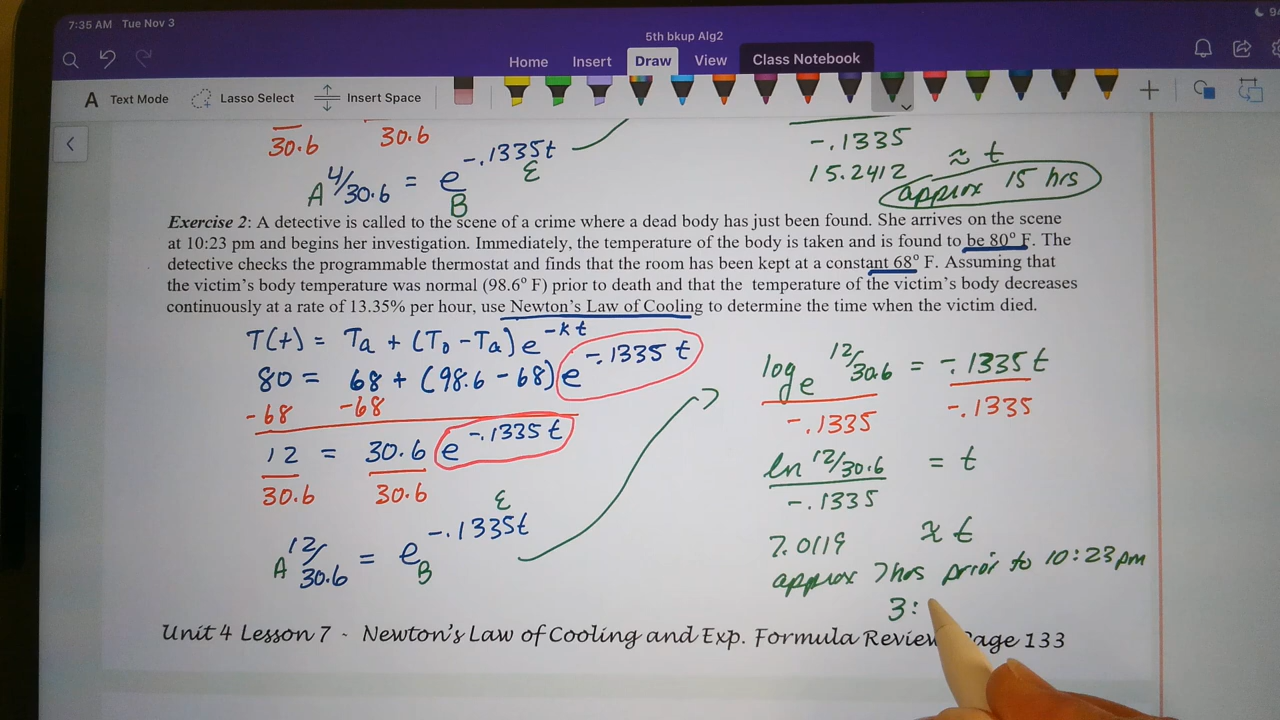 7:35 AM Tue Nov 3
5th bkup Alg2
Home Insert Draw View Class Notebook
A Text Mode Lasso Select Insert Space
30.6 30.6
A 4/30.6 = e -.1335t
B ε
-.1335
15.2412 ≈ t
approx 15 hrs
Exercise 2: A detective is called to the scene of a crime where a dead body has just been found. She arrives on the scene
at 10:23 pm and begins her investigation. Immediately, the temperature of the body is taken and is found to be 80° F. The
detective checks the programmable thermostat and finds that the room has been kept at a constant 68° F. Assuming that
the victim's body temperature was normal (98.6° F) prior to death and that the temperature of the victim's body decreases
continuously at a rate of 13.35% per hour, use Newton's Law of Cooling to determine the time when the victim died.
T(t) = Ta + (To - Ta) e -kt
80 = 68 + (98.6 - 68) e -.1335 t
-68 -68
12 = 30.6 e -.1335 t
30.6 30.6
ε
A 12/30.6 = e -.1335t
B
log e 12/30.6 = -.1335 t
-.1335 -.1335
ln 12/30.6 = t
-.1335
7.0119 ≈ t
approx 7hrs prior to 10:23pm
3:
Unit 4 Lesson 7 - Newton's Law of Cooling and Exp. Formula Review Page 133